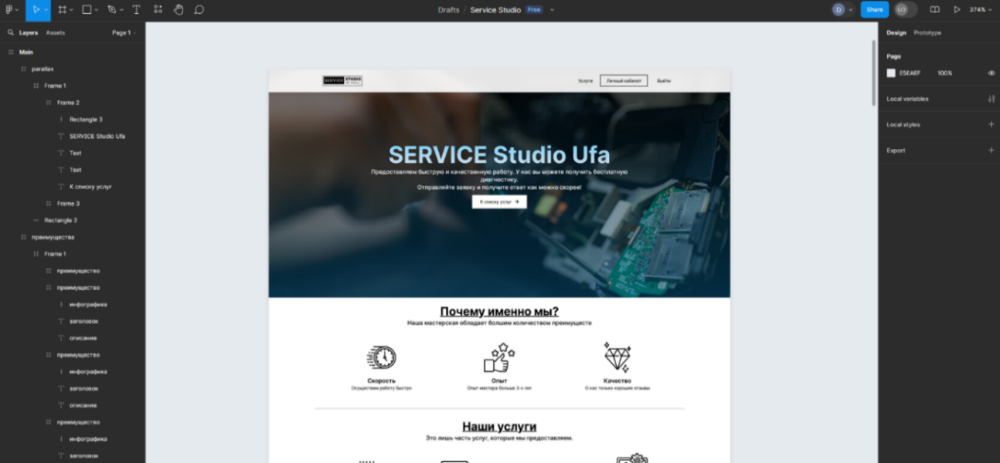 Drafts / Service Studio Free
D
Share
374%
Layers
Assets
Page 1
Main
parallax
Frame 1
Frame 2
Rectangle 3
SERVICE Studio Ufa
Text
Text
К списку услуг
Frame 3
Rectangle 2
преимущества
Frame 1
преимущество
преимущество
инфографика
заголовок
описание
преимущество
инфографика
заголовок
описание
преимущество
инфографика
заголовок
SERVICE STUDIO
Услуги
Личный кабинет
Выйти
SERVICE Studio Ufa
Предоставляем быструю и качественную работу. У нас вы можете получить бесплатную
диагностику.
Отправляйте заявку и получите ответ как можно скорее!
К списку услуг →
Почему именно мы?
Наша мастерская обладает болшим количеством преимуществ
Скорость
Осуществим работу быстро
Опыт
Опыт мастера больше 3-х лет
Качество
О нас только хорошие отзывы
Наши услуги
Это лишь часть услуг, которые мы предоставляем.
Design
Prototype
Page
E5EAEF
100%
Local variables
Local styles
Export